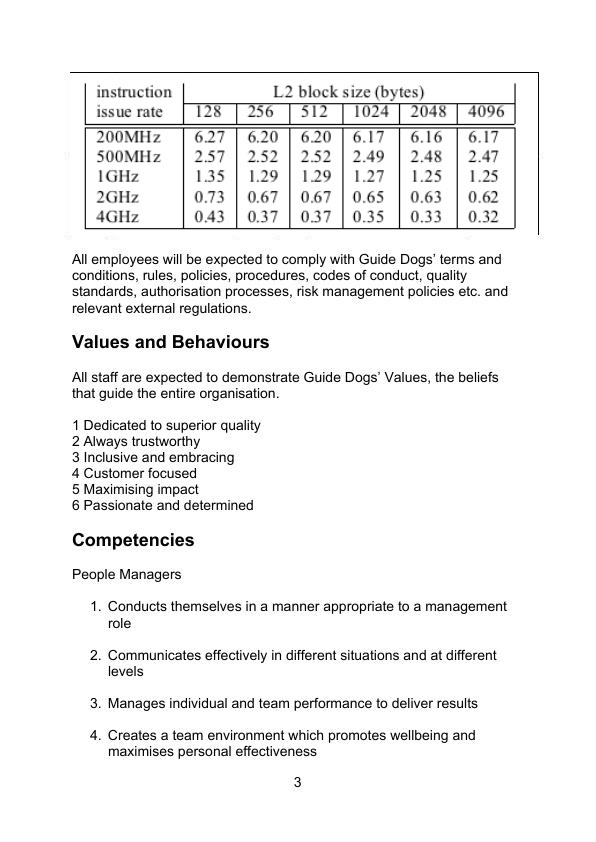 instruction L2 block size (bytes)
issue rate 128 256 512 1024 2048 4096
200MHz 6.27 6.20 6.20 6.17 6.16 6.17
500MHz 2.57 2.52 2.52 2.49 2.48 2.47
1GHz 1.35 1.29 1.29 1.27 1.25 1.25
2GHz 0.73 0.67 0.67 0.65 0.63 0.62
4GHz 0.43 0.37 0.37 0.35 0.33 0.32
All employees will be expected to comply with Guide Dogs’ terms and
conditions, rules, policies, procedures, codes of conduct, quality
standards, authorisation processes, risk management policies etc. and
relevant external regulations.
Values and Behaviours
All staff are expected to demonstrate Guide Dogs’ Values, the beliefs
that guide the entire organisation.
1 Dedicated to superior quality
2 Always trustworthy
3 Inclusive and embracing
4 Customer focused
5 Maximising impact
6 Passionate and determined
Competencies
People Managers
1. Conducts themselves in a manner appropriate to a management
role
2. Communicates effectively in different situations and at different
levels
3. Manages individual and team performance to deliver results
4. Creates a team environment which promotes wellbeing and
maximises personal effectiveness
3